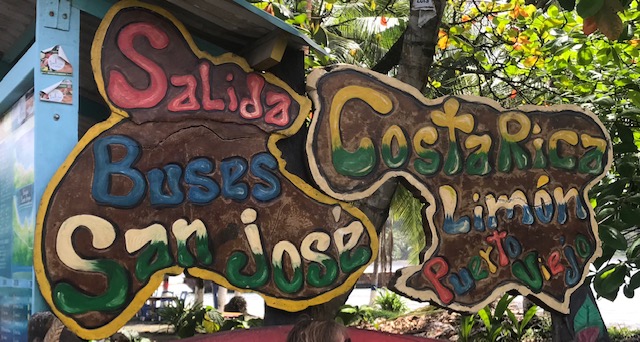 Salida
Buses
San José
Costa Rica
Limón
Puerto Viejo